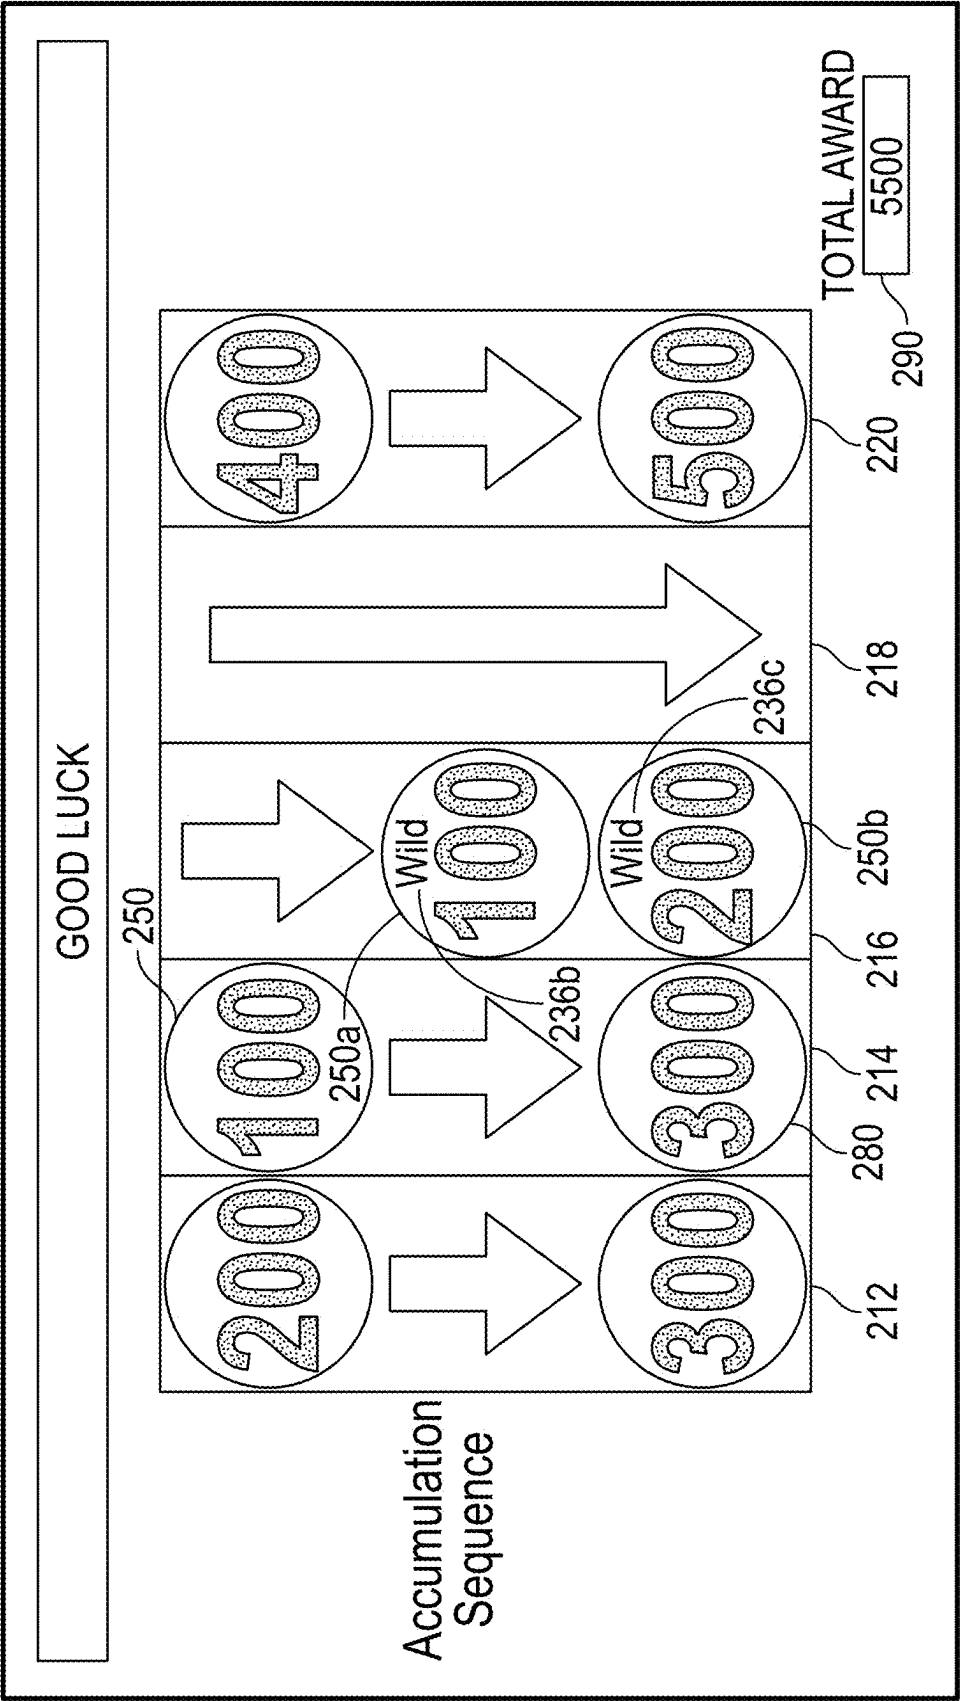 GOOD LUCK
250
200 100 400
250a
Wild
100
Accumulation
Sequence
236b
Wild
300 300 200 500
236c
TOTAL AWARD
5500
280 250b
212 214 216 218 220 290